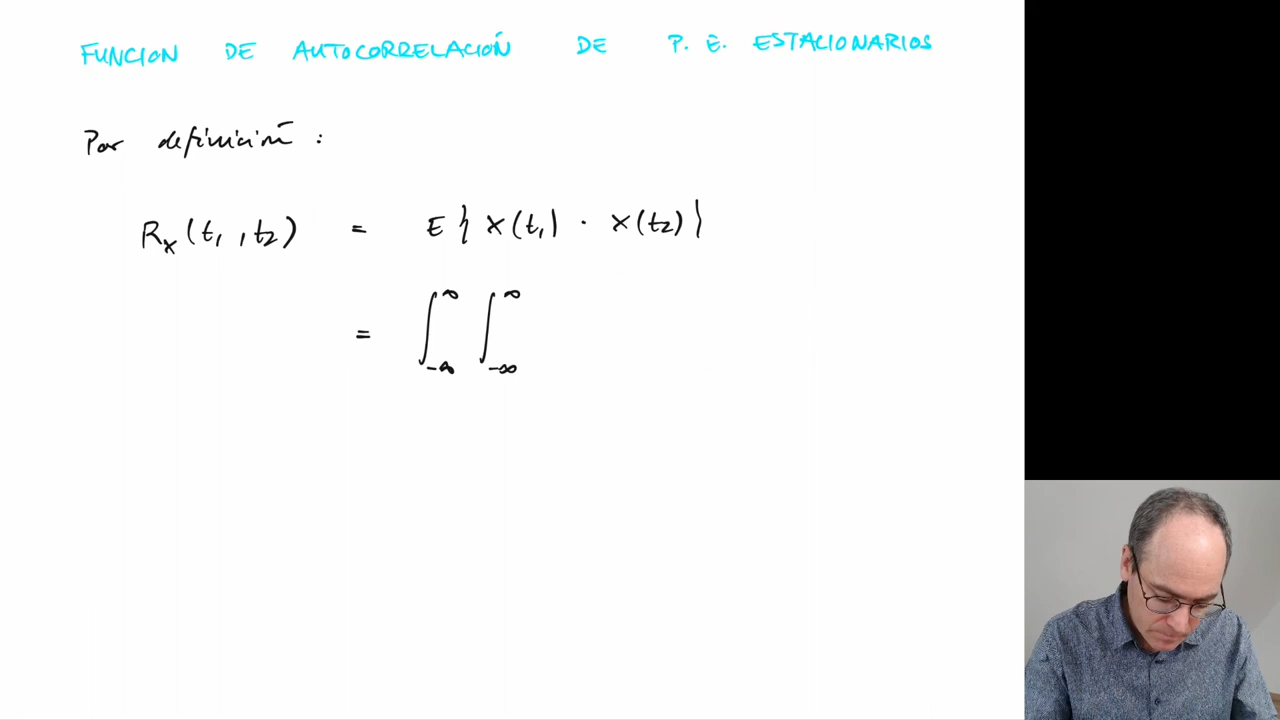 FUNCION DE AUTOCORRELACIÓN DE P. E. ESTACIONARIOS
Por definición :
Rx(t1, t2) = E{ X(t1) · X(t2) }
= ∫_{-∞}^{∞} ∫_{-∞}^{∞}